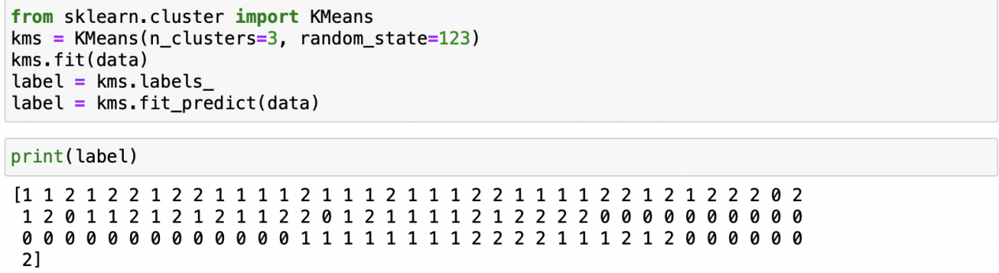 from sklearn.cluster import KMeans
kms = KMeans(n_clusters=3, random_state=123)
kms.fit(data)
label = kms.labels_
label = kms.fit_predict(data)
print(label)
[1 1 2 1 2 2 1 2 2 1 1 1 1 2 1 1 1 2 1 1 1 2 2 1 1 1 1 2 2 1 2 1 2 2 2 0 2
1 2 0 1 1 2 1 2 1 2 1 1 2 2 0 1 2 1 1 1 1 2 1 2 2 2 2 0 0 0 0 0 0 0 0 0 0
0 0 0 0 0 0 0 0 0 0 0 0 0 1 1 1 1 1 1 1 1 2 2 2 2 1 1 1 2 1 2 0 0 0 0 0 0
2]